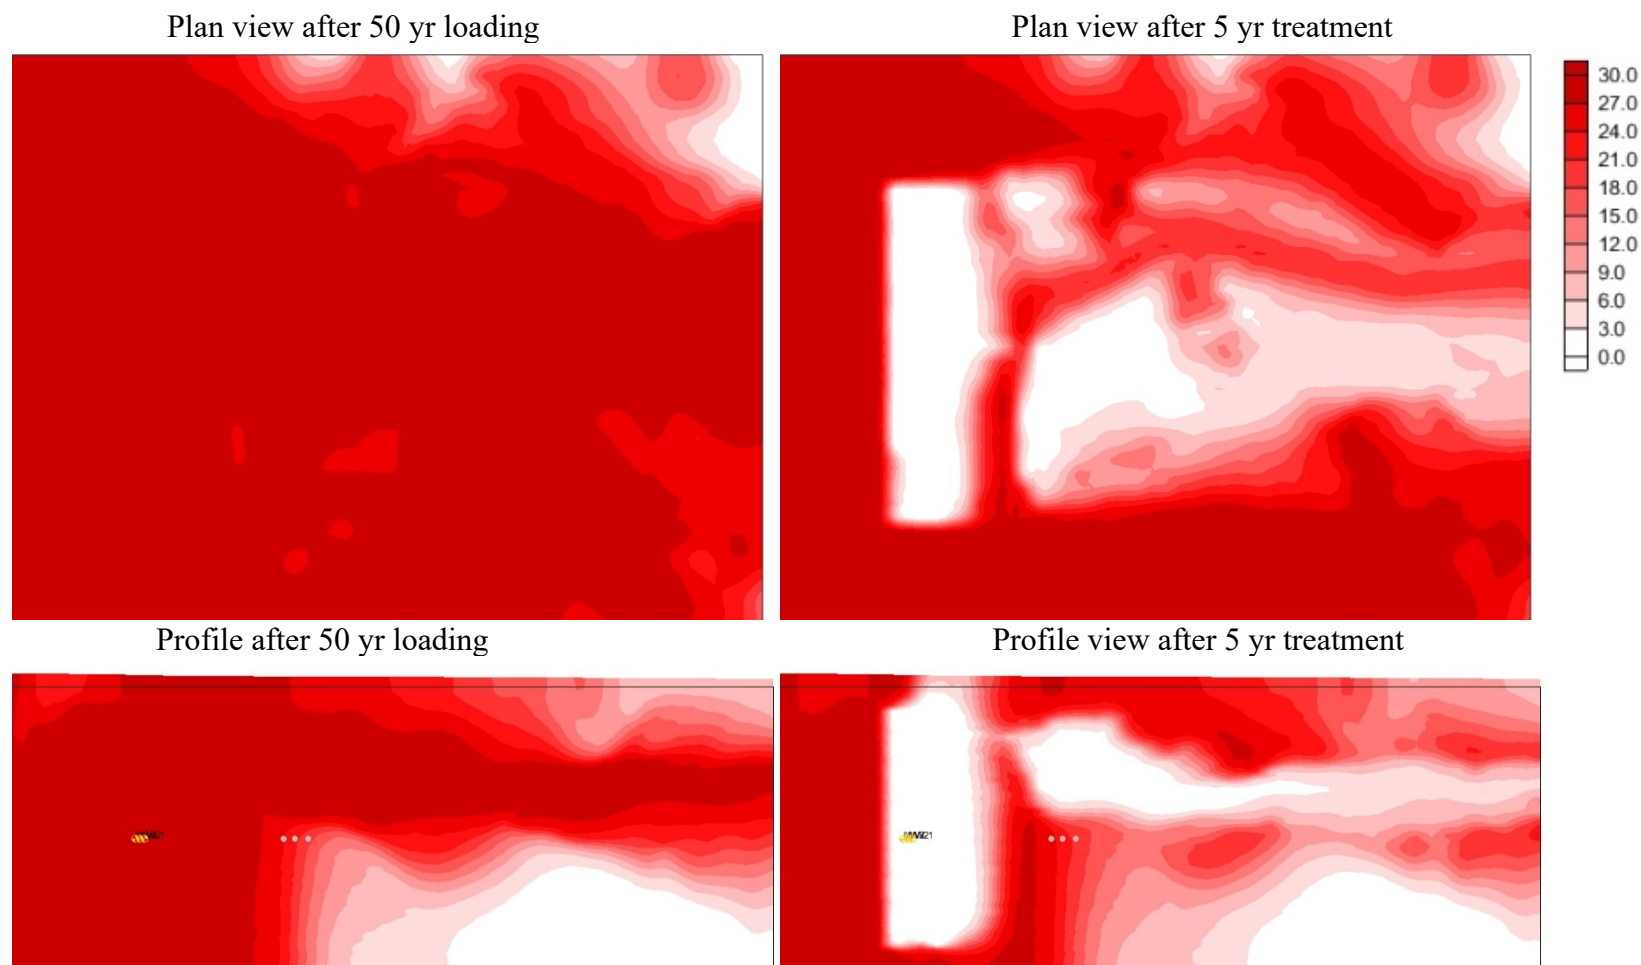 Plan view after 50 yr loading
Plan view after 5 yr treatment
30.0
27.0
24.0
21.0
18.0
15.0
12.0
9.0
6.0
3.0
0.0
Profile after 50 yr loading
Profile view after 5 yr treatment